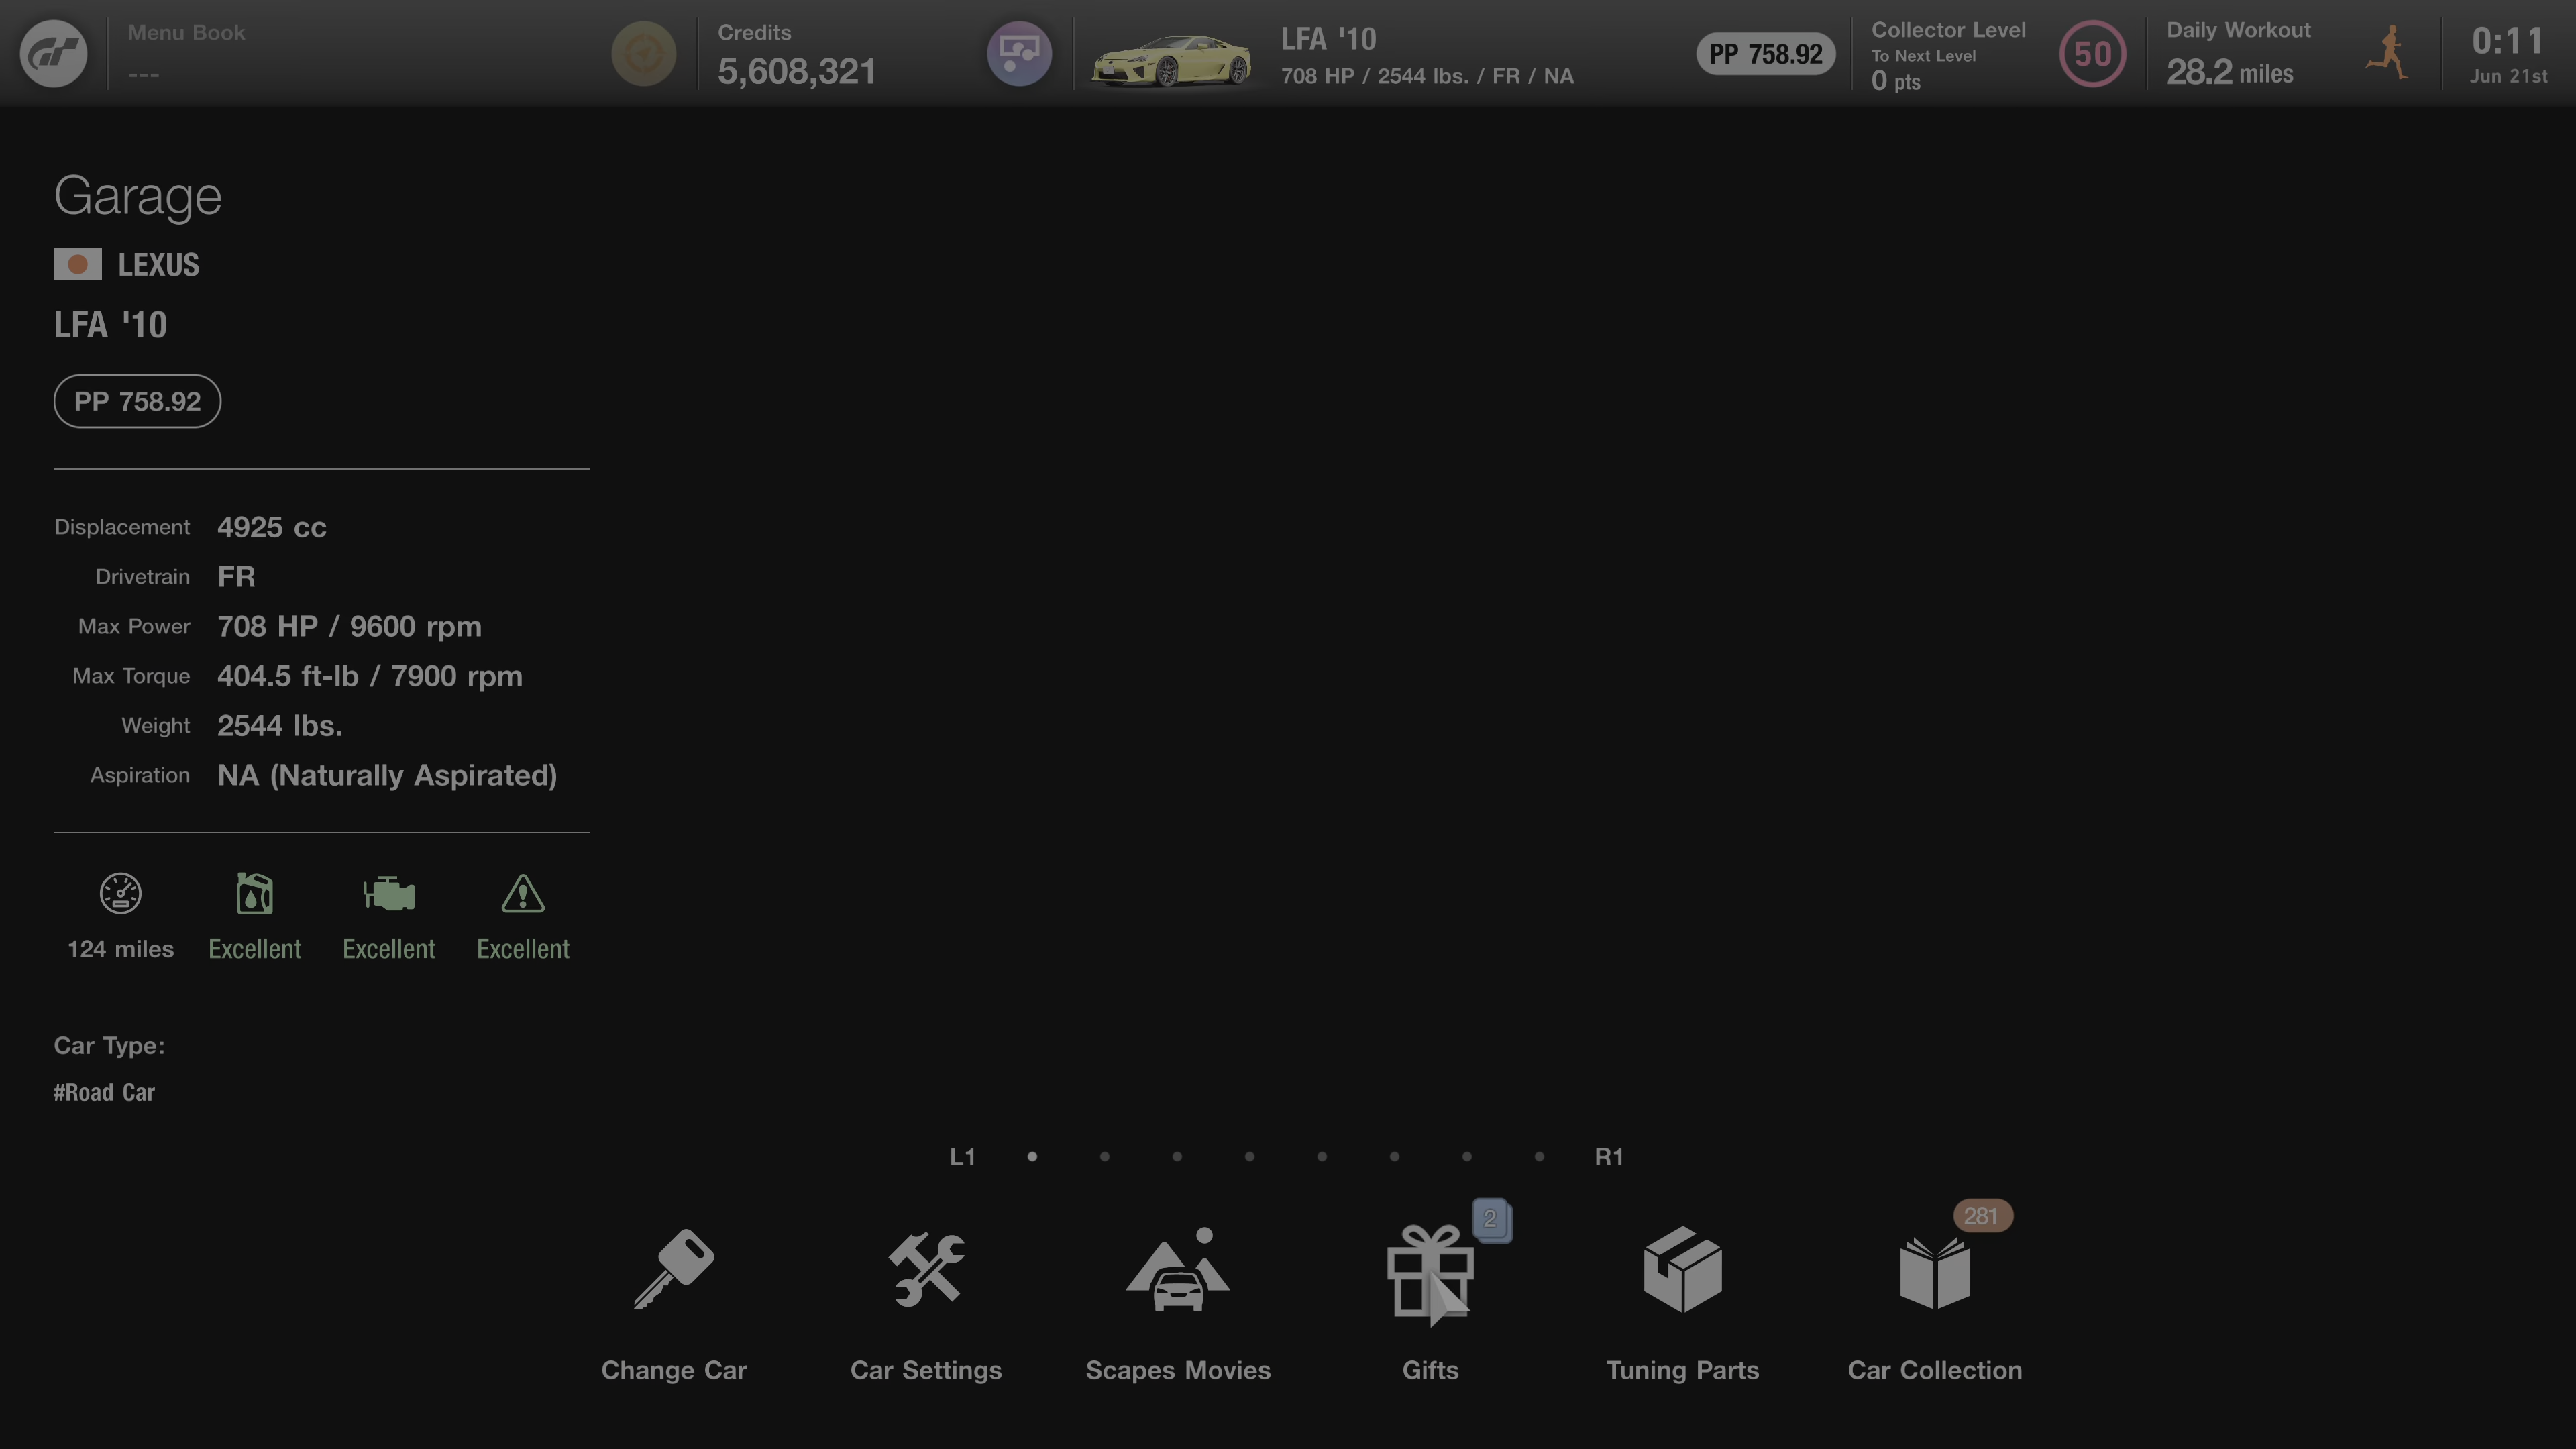 Menu Book
---
Credits
5,608,321
LFA '10
708 HP / 2544 lbs. / FR / NA
PP 758.92
Collector Level
To Next Level
0 pts
50
Daily Workout
28.2 miles
0:11
Jun 21st
Garage
LEXUS
LFA '10
PP 758.92
Displacement 4925 cc
Drivetrain FR
Max Power 708 HP / 9600 rpm
Max Torque 404.5 ft-lb / 7900 rpm
Weight 2544 lbs.
Aspiration NA (Naturally Aspirated)
124 miles Excellent Excellent Excellent
Car Type:
#Road Car
L1 R1
2
281
Change Car Car Settings Scapes Movies Gifts Tuning Parts Car Collection